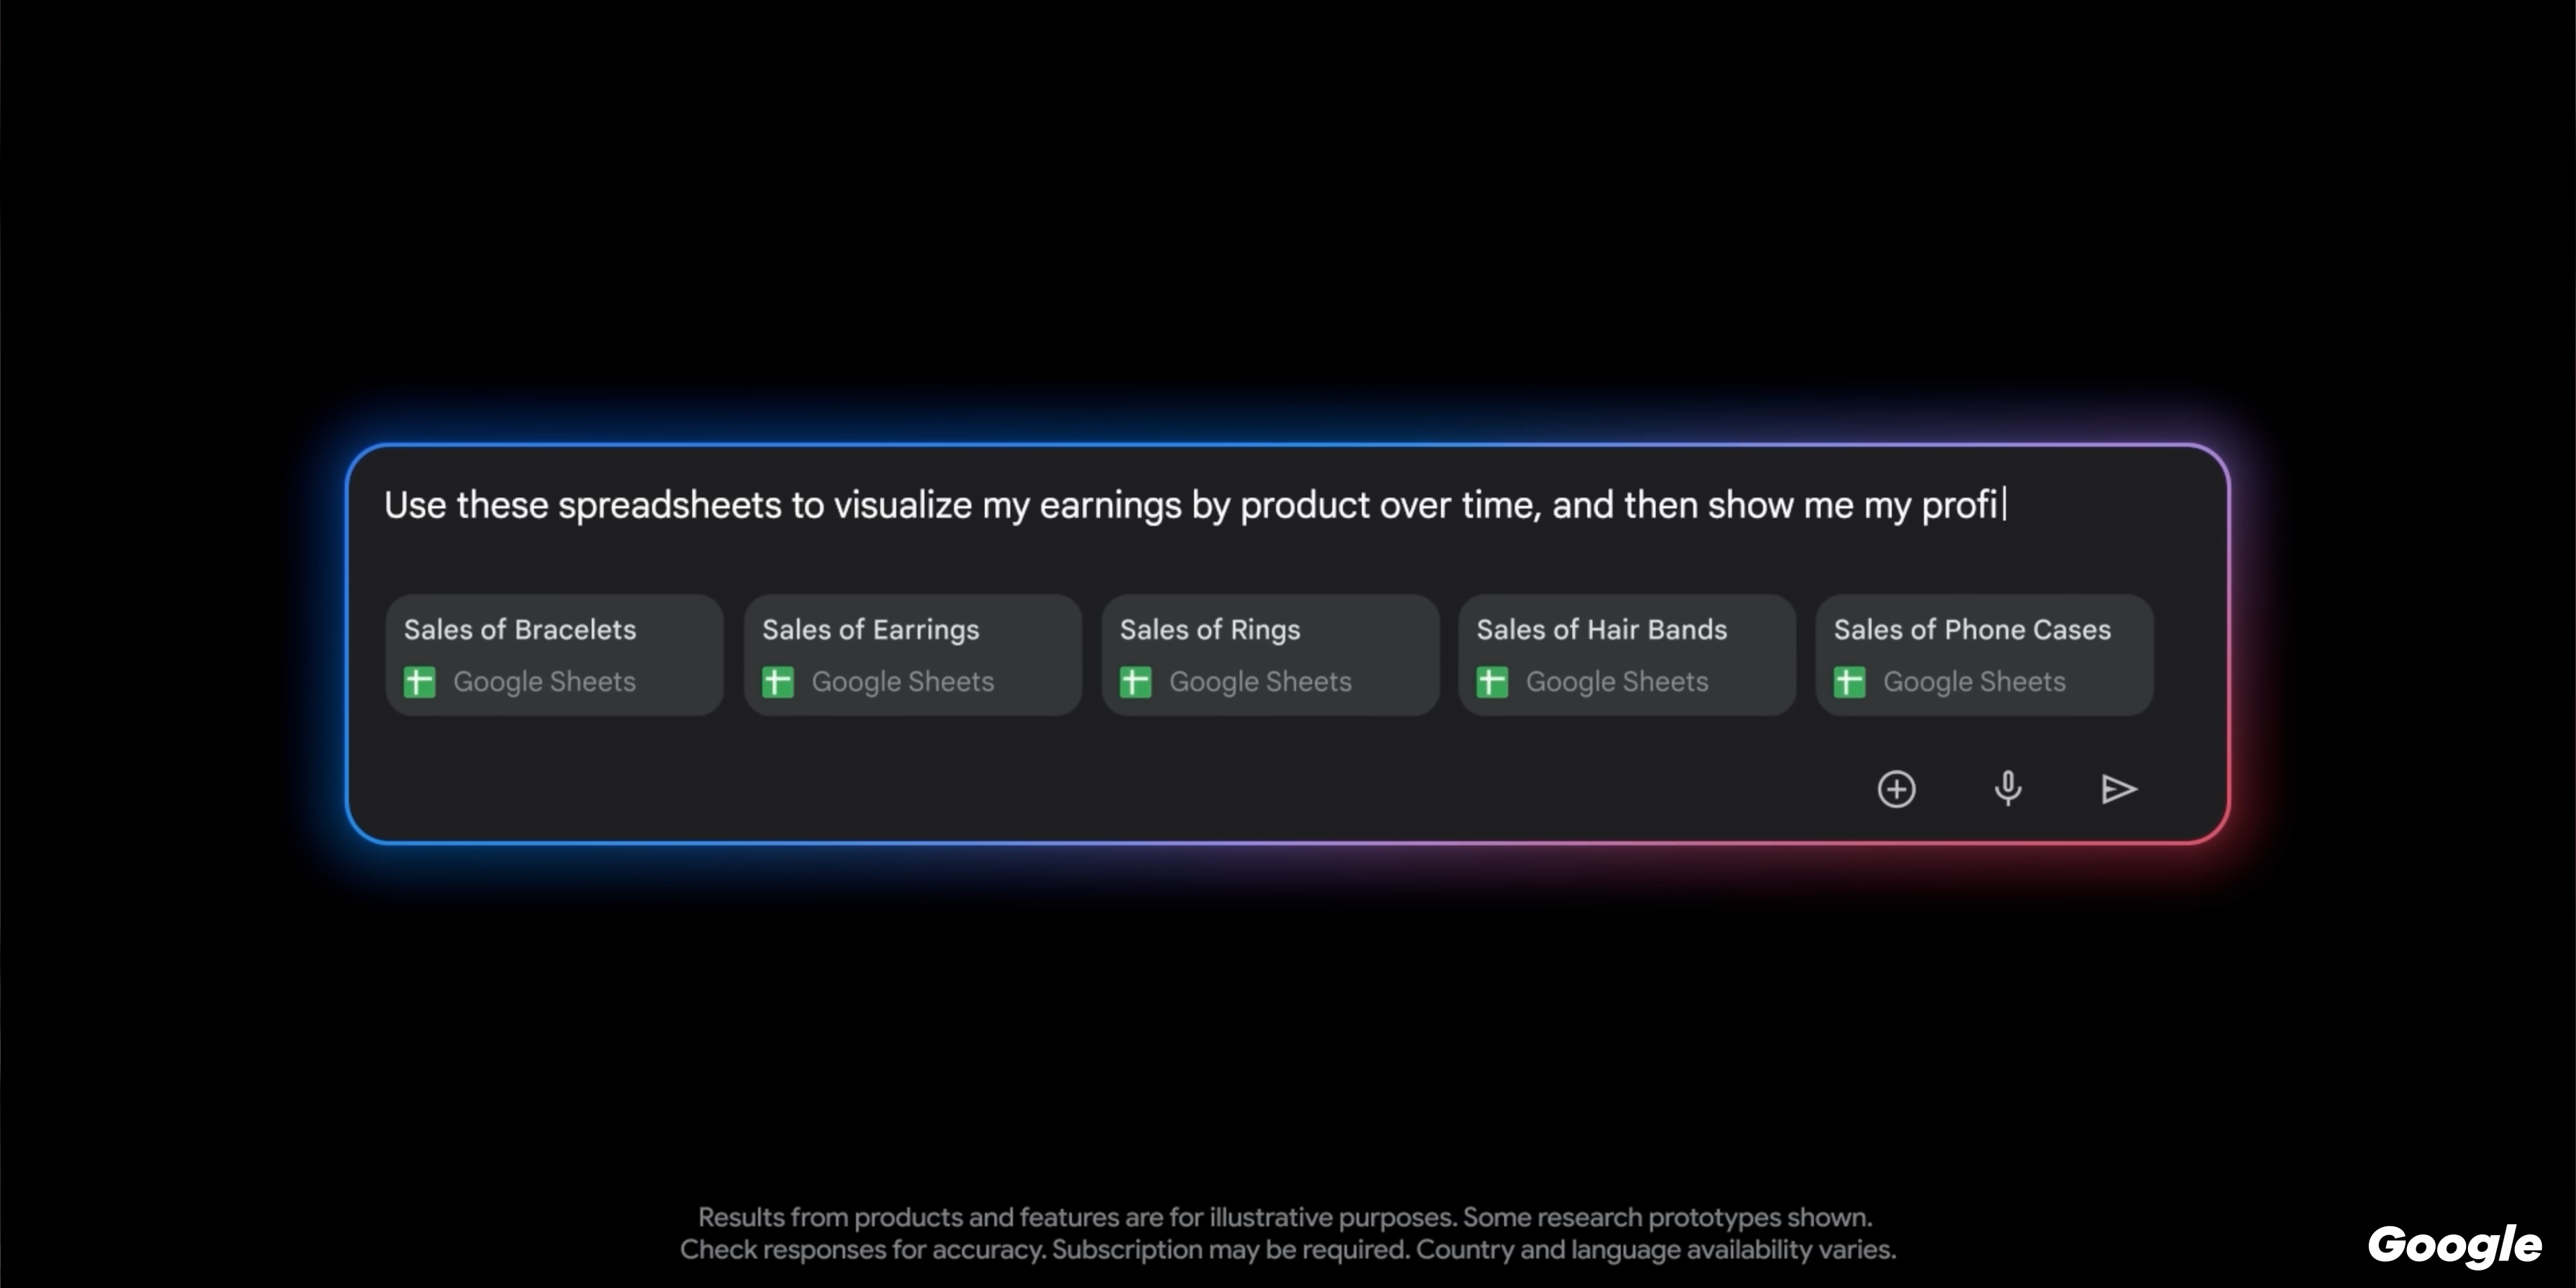 Use these spreadsheets to visualize my earnings by product over time, and then show me my profi
Sales of Bracelets
Google Sheets
Sales of Earrings
Google Sheets
Sales of Rings
Google Sheets
Sales of Hair Bands
Google Sheets
Sales of Phone Cases
Google Sheets
Results from products and features are for illustrative purposes. Some research prototypes shown.
Check responses for accuracy. Subscription may be required. Country and language availability varies.
Google